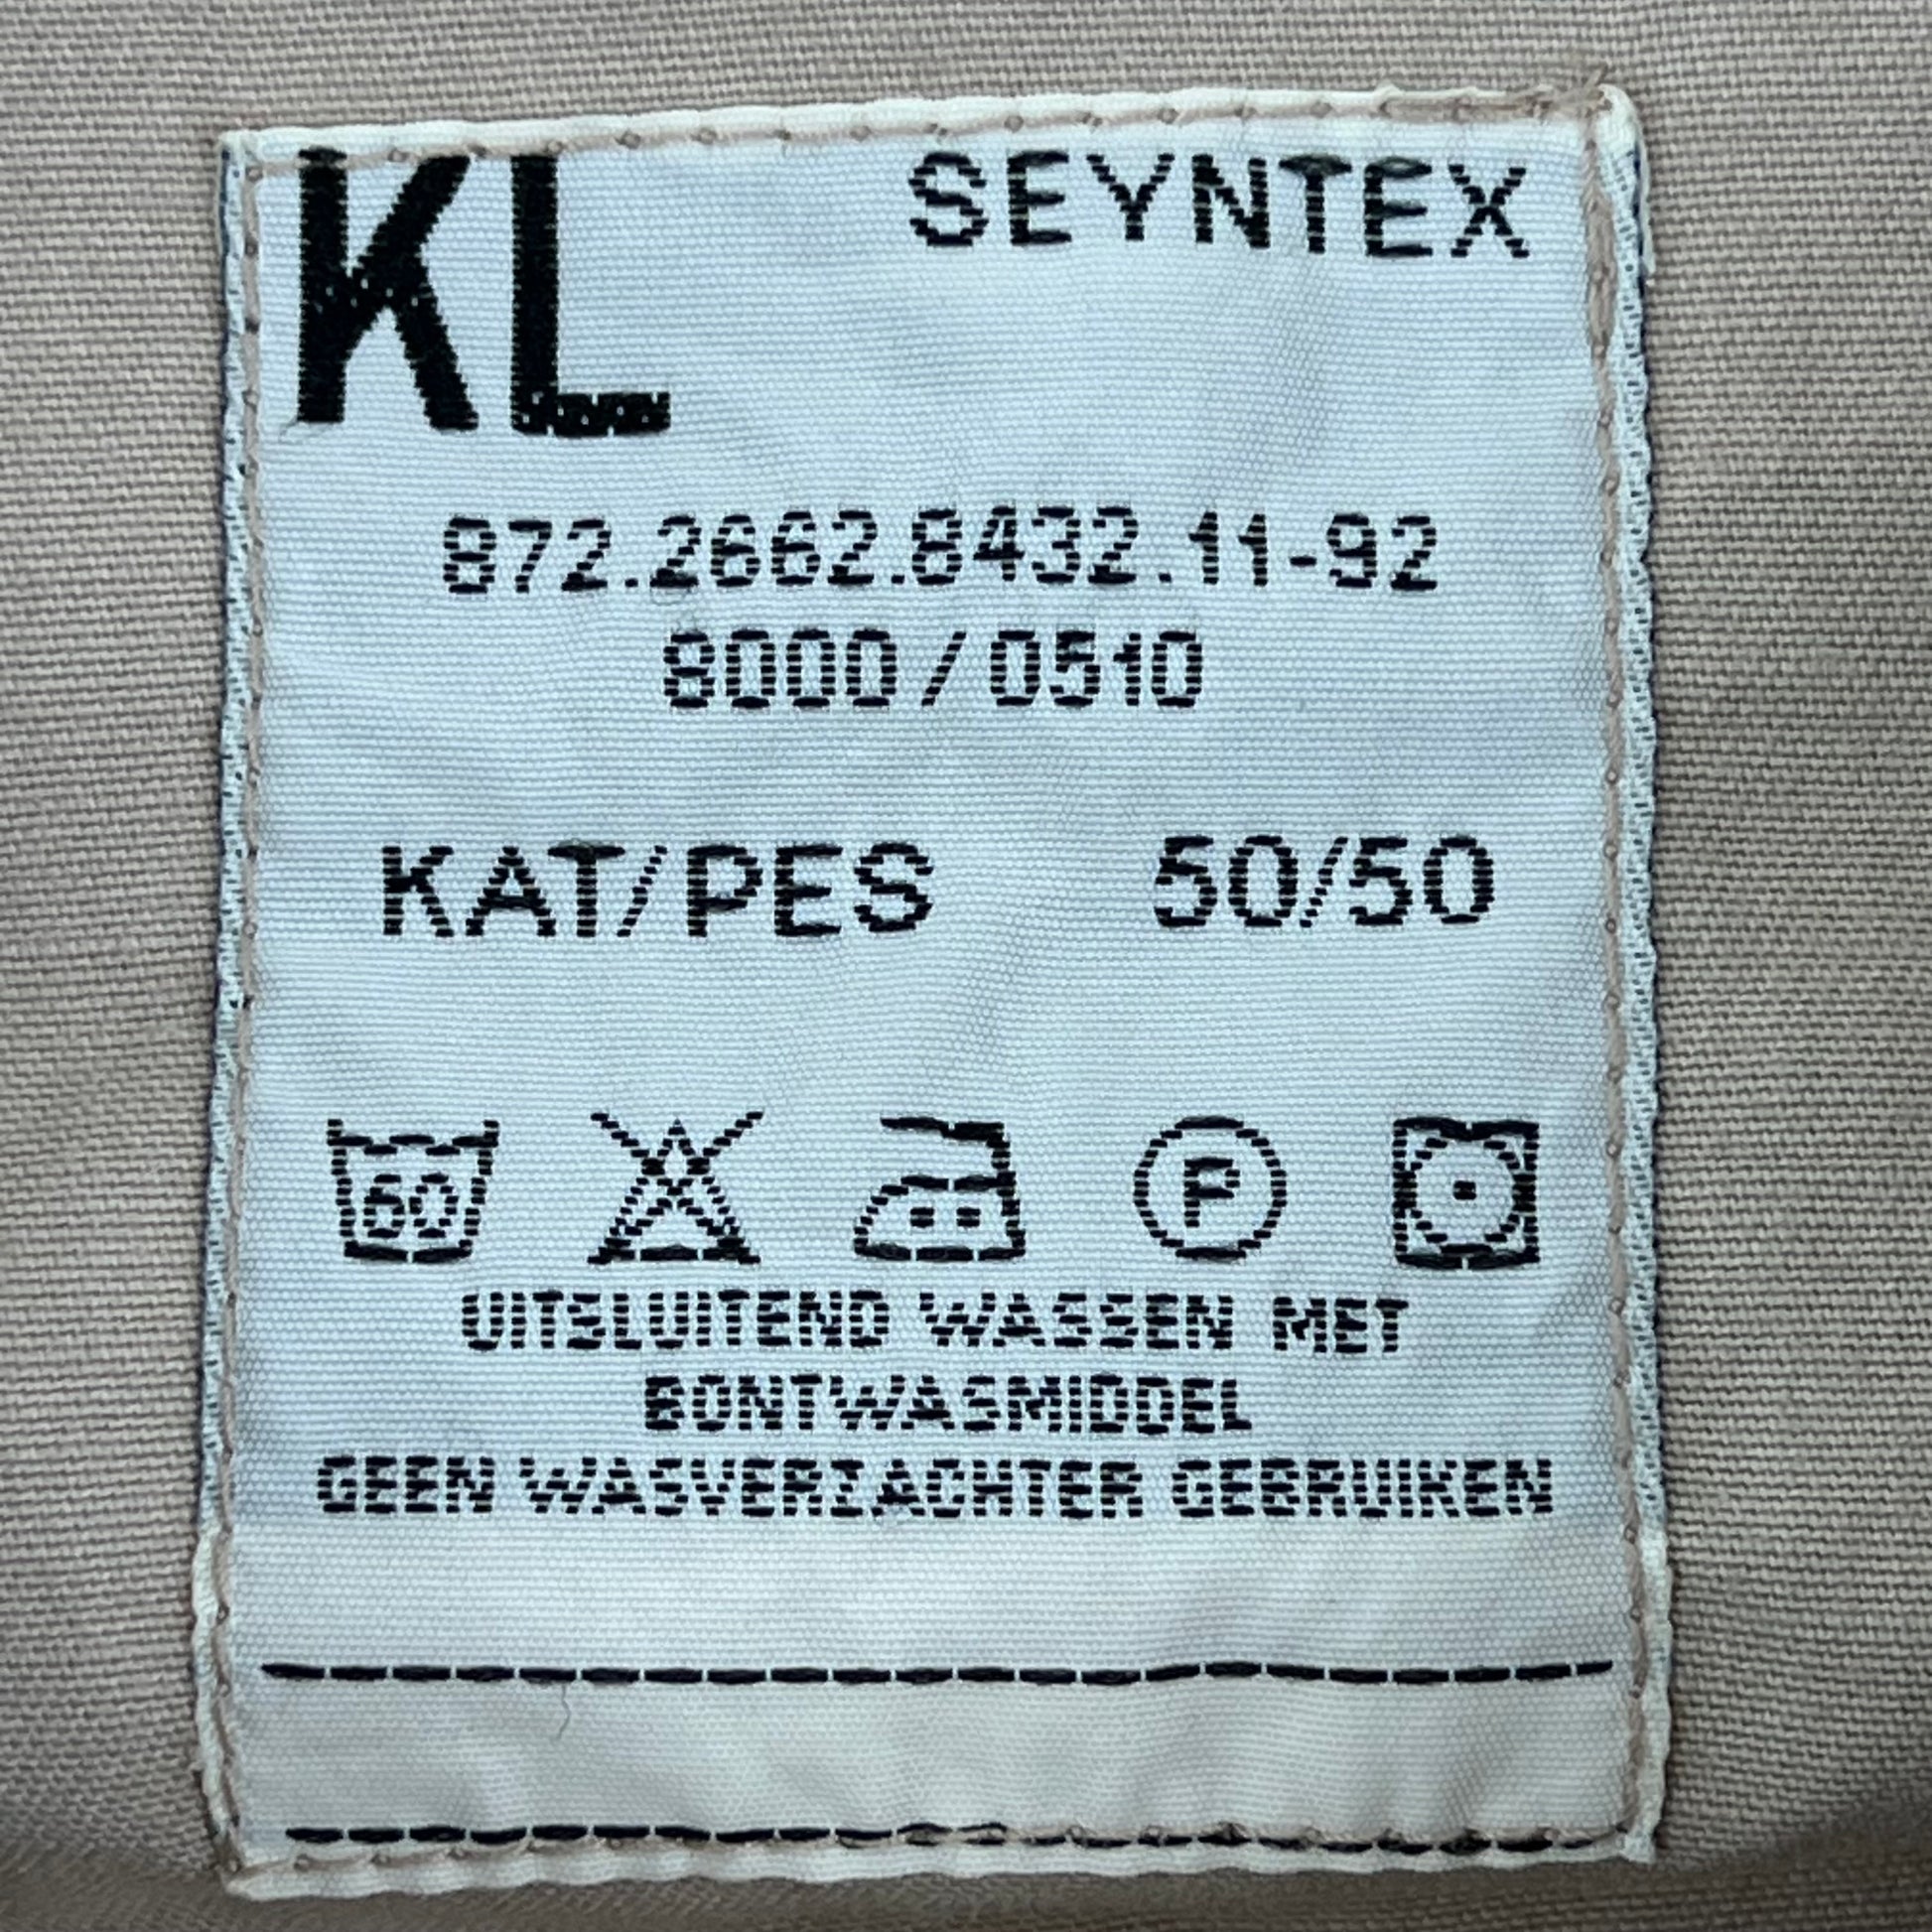 KL SEYNTEX
872.2662.8432.11-92
8000/0510
KAT/PES 50/50
60 P
UITSLUITEND WASSEN MET
BONTWASMIDDEL
GEEN WASVERZACHTER GEBRUIKEN